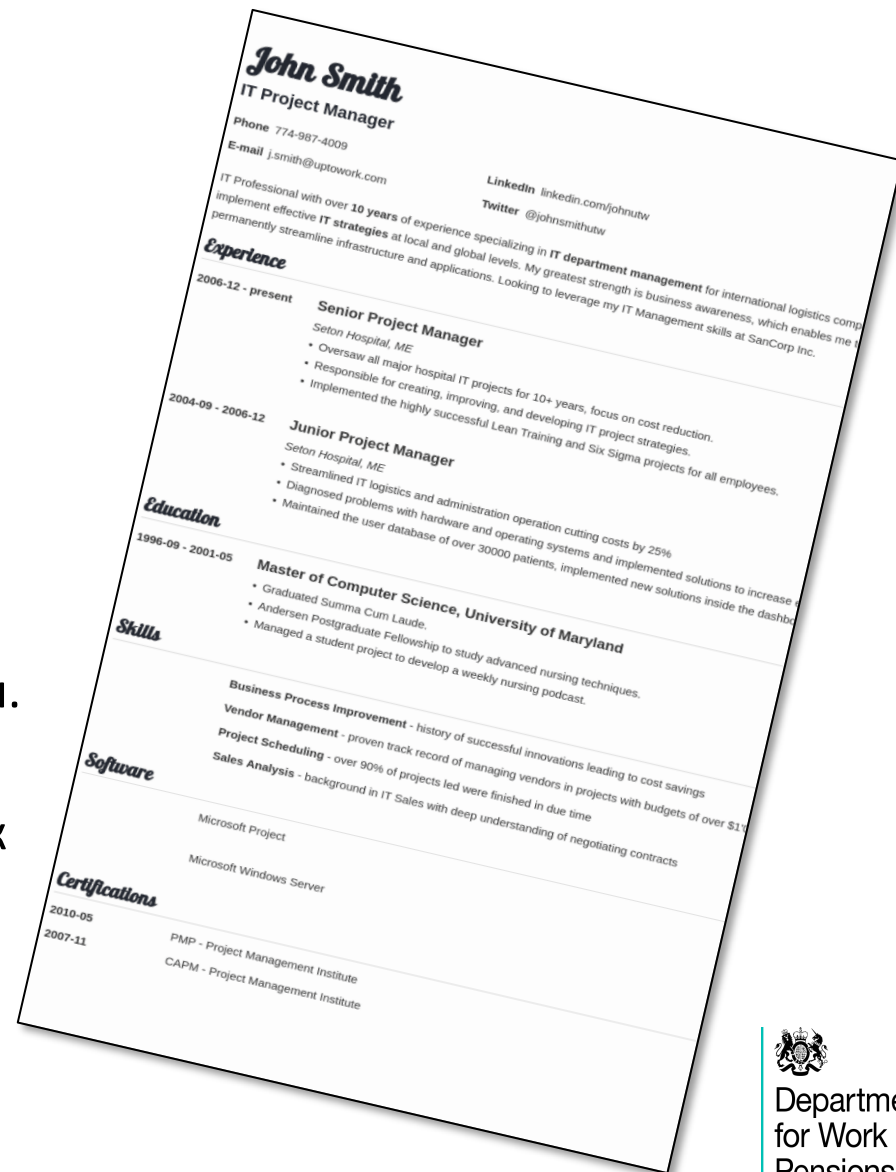 John Smith
IT Project Manager
Phone 774-987-4009
E-mail j.smith@uptowork.com
LinkedIn linkedin.com/johnutw
Twitter @johnsmithutw
IT Professional with over 10 years of experience specializing in IT department management for international logistics comp
implement effective IT strategies at local and global levels. My greatest strength is business awareness, which enables me t
permanently streamline infrastructure and applications. Looking to leverage my IT Management skills at SanCorp Inc.
Experience
2006-12 - present
Senior Project Manager
Seton Hospital, ME
• Oversaw all major hospital IT projects for 10+ years, focus on cost reduction.
• Responsible for creating, improving, and developing IT project strategies.
• Implemented the highly successful Lean Training and Six Sigma projects for all employees.
2004-09 - 2006-12
Junior Project Manager
Seton Hospital, ME
• Streamlined IT logistics and administration operation cutting costs by 25%
• Diagnosed problems with hardware and operating systems and implemented solutions to increase e
• Maintained the user database of over 30000 patients, implemented new solutions inside the dashbo
Education
1996-09 - 2001-05
Master of Computer Science, University of Maryland
• Graduated Summa Cum Laude.
• Andersen Postgraduate Fellowship to study advanced nursing techniques.
• Managed a student project to develop a weekly nursing podcast.
Skills
Business Process Improvement - history of successful innovations leading to cost savings
Vendor Management - proven track record of managing vendors in projects with budgets of over
Project Scheduling - over 90% of projects led were finished in due time
Sales Analysis - background in IT Sales with deep understanding of negotiating contracts
Software
Microsoft Project
Microsoft Windows Server
Certifications
2010-05
PMP - Project Management Institute
2007-11
CAPM - Project Management Institute
Departme
for Work
Pensions